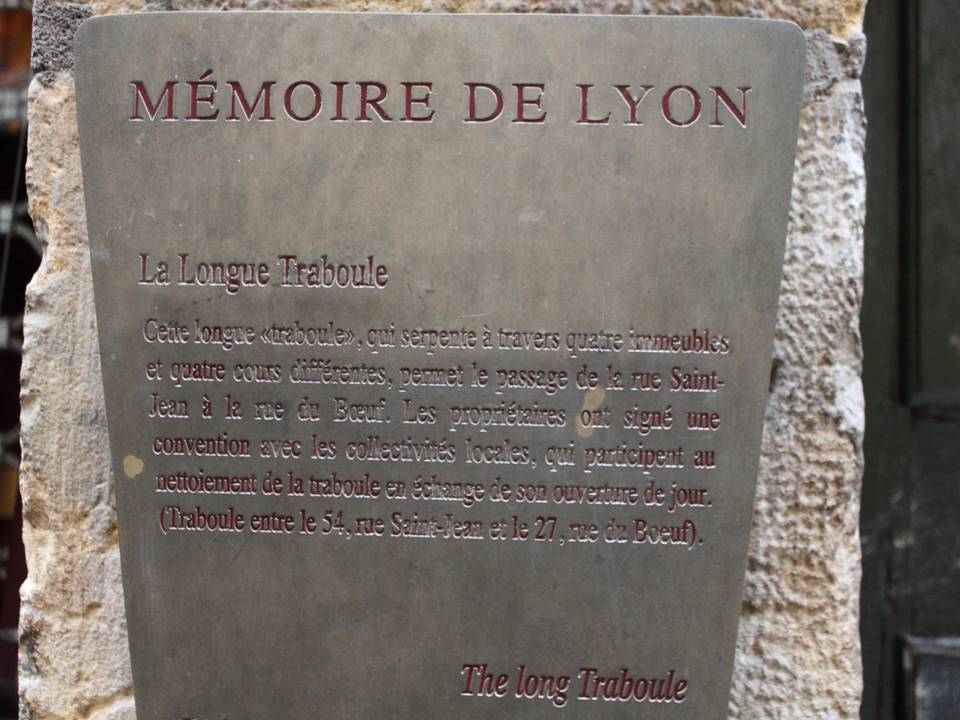 MÉMOIRE DE LYON
La Longue Traboule
Cette longue «traboule», qui serpente à travers quatre immeubles
et quatre cours différentes, permet le passage de la rue Saint-
Jean à la rue du Bœuf. Les propriétaires ont signé une
convention avec les collectivités locales, qui participent au
nettoiement de la traboule en échange de son ouverture de jour.
(Traboule entre le 54, rue Saint-Jean et le 27, rue du Boeuf).
The long Traboule